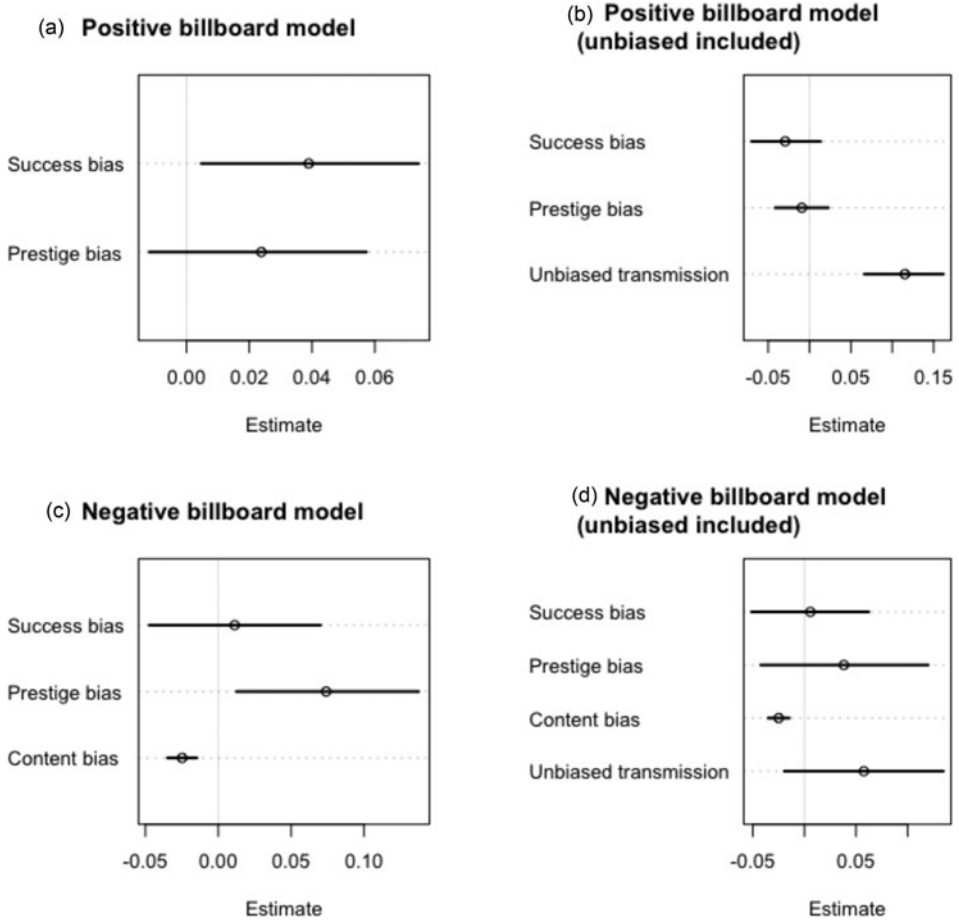 (a) Positive billboard model
Success bias
Prestige bias
0.00 0.02 0.04 0.06
Estimate
(b) Positive billboard model
(unbiased included)
Success bias
Prestige bias
Unbiased transmission
-0.05 0.05 0.15
Estimate
(c) Negative billboard model
Success bias
Prestige bias
Content bias
-0.05 0.00 0.05 0.10
Estimate
(d) Negative billboard model
(unbiased included)
Success bias
Prestige bias
Content bias
Unbiased transmission
-0.05 0.05
Estimate